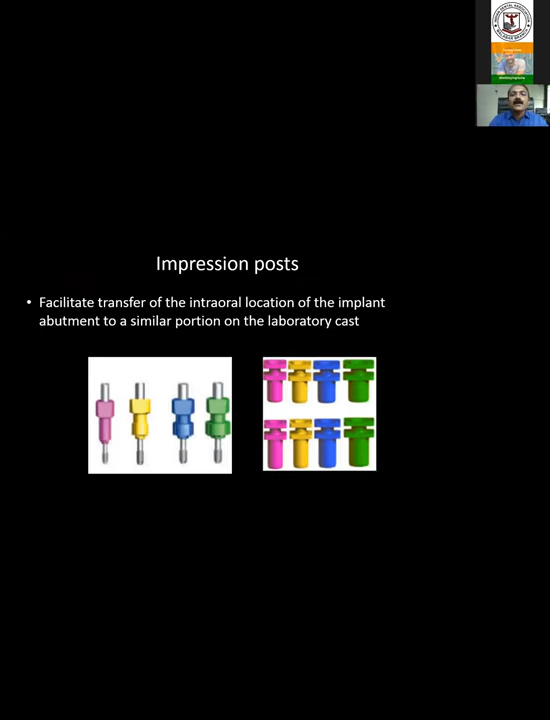 Impression posts
• Facilitate transfer of the intraoral location of the implant
abutment to a similar portion on the laboratory cast